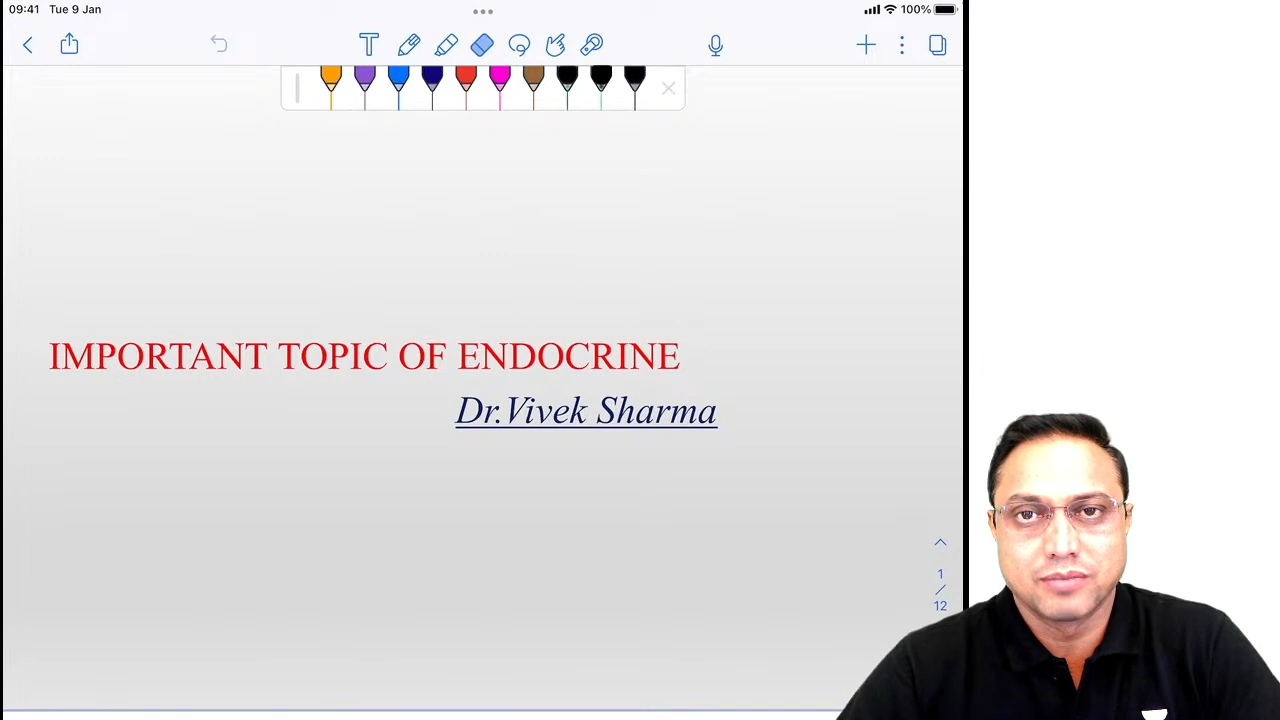 09:41 Tue 9 Jan
100%
IMPORTANT TOPIC OF ENDOCRINE
Dr.Vivek Sharma
1
/
12